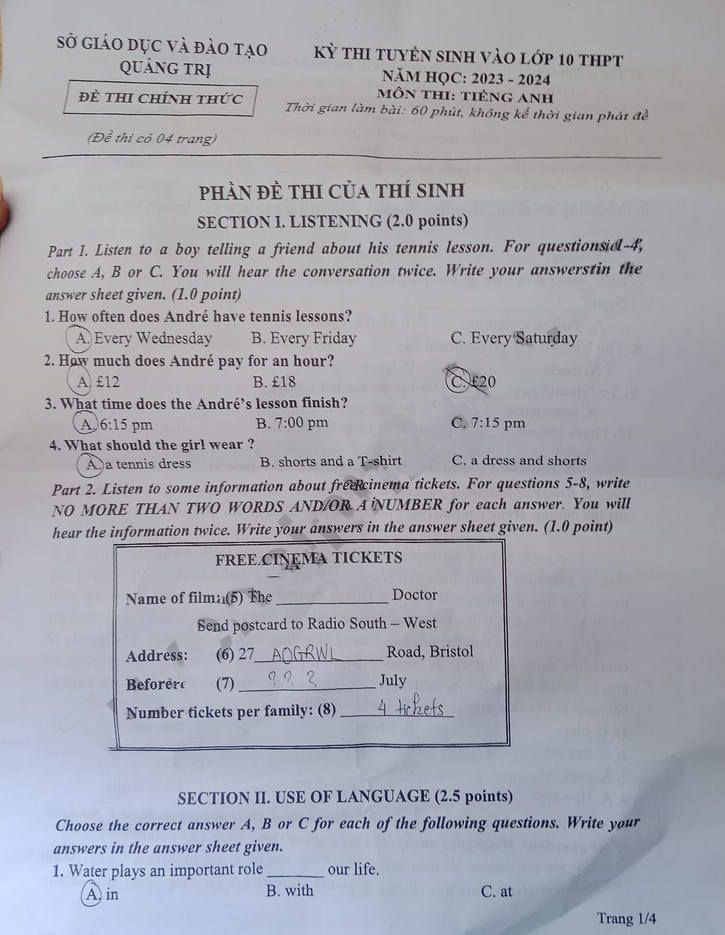 SỞ GIÁO DỤC VÀ ĐÀO TẠO
QUẢNG TRỊ
ĐỀ THI CHÍNH THỨC
(Đề thi có 04 trang)
KỲ THI TUYỂN SINH VÀO LỚP 10 THPT
NĂM HỌC: 2023 - 2024
MÔN THI: TIẾNG ANH
Thời gian làm bài: 60 phút, không kể thời gian phát đề
PHẦN ĐỀ THI CỦA THÍ SINH
SECTION I. LISTENING (2.0 points)
Part 1. Listen to a boy telling a friend about his tennis lesson. For questions 1-4,
choose A, B or C. You will hear the conversation twice. Write your answers in the
answer sheet given. (1.0 point)
1. How often does André have tennis lessons?
A. Every Wednesday B. Every Friday C. Every Saturday
2. How much does André pay for an hour?
A. £12 B. £18 C. £20
3. What time does the André's lesson finish?
A. 6:15 pm B. 7:00 pm C. 7:15 pm
4. What should the girl wear ?
A. a tennis dress B. shorts and a T-shirt C. a dress and shorts
Part 2. Listen to some information about free cinema tickets. For questions 5-8, write
NO MORE THAN TWO WORDS AND/OR A NUMBER for each answer. You will
hear the information twice. Write your answers in the answer sheet given. (1.0 point)
FREE CINEMA TICKETS
Name of film: (5) The ____________ Doctor
Send postcard to Radio South – West
Address: (6) 27 AOGRWL Road, Bristol
Before: (7) ? ? ? July
Number tickets per family: (8) 4 tickets
SECTION II. USE OF LANGUAGE (2.5 points)
Choose the correct answer A, B or C for each of the following questions. Write your
answers in the answer sheet given.
1. Water plays an important role ______ our life.
A. in B. with C. at
Trang 1/4